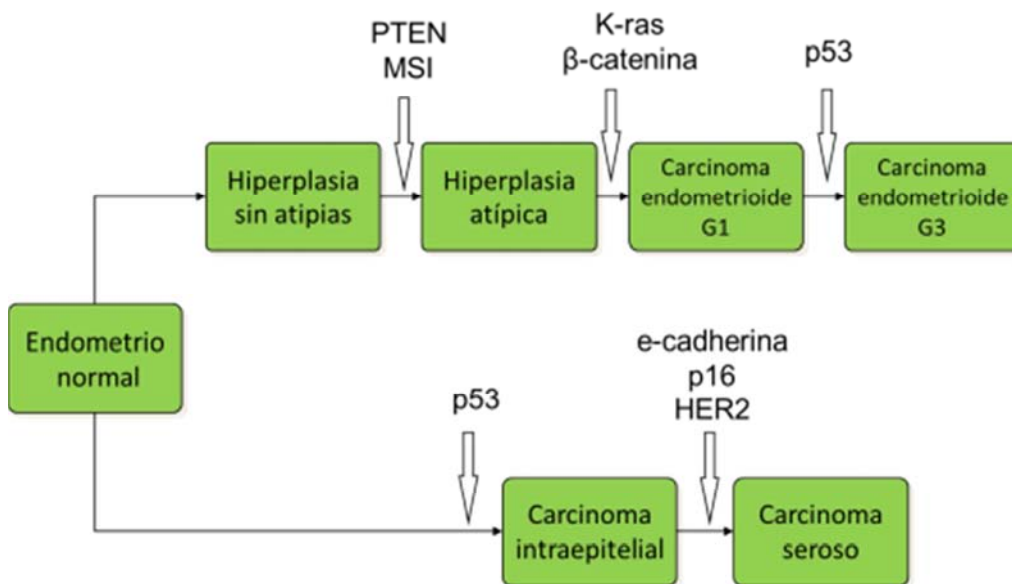 PTEN
MSI
K-ras
β-catenina
p53
Hiperplasia
sin atipias
Hiperplasia
atípica
Carcinoma
endometrioide
G1
Carcinoma
endometrioide
G3
Endometrio
normal
p53
e-cadherina
p16
HER2
Carcinoma
intraepitelial
Carcinoma
seroso